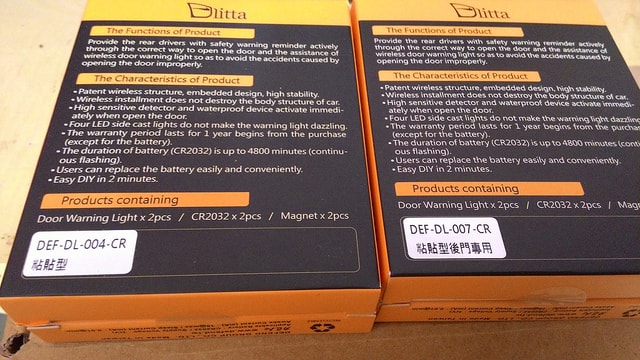 Dlitta
The Functions of Product
Provide the rear drivers with safety warning reminder actively
through the correct way to open the door and the assistance of
wireless door warning light so as to avoid the accidents caused by
opening the door improperly.
The Characteristics of Product
• Patent wireless structure, embedded design, high stability.
• Wireless installment does not destroy the body structure of car.
• High sensitive detector and waterproof device activate immedi-
ately when open the door.
• Four LED side cast lights do not make the warning light dazzling.
• The warranty period lasts for 1 year begins from the purchase
(except for the battery).
• The duration of battery (CR2032) is up to 4800 minutes (continu-
ous flashing).
• Users can replace the battery easily and conveniently.
• Easy DIY in 2 minutes.
Products containing
Door Warning Light x 2pcs / CR2032 x 2pcs / Magnet x 2pcs
DEF-DL-004-CR
粘貼型
Dlitta
The Functions of Product
Provide the rear drivers with safety warning reminder actively
through the correct way to open the door and the assistance of
wireless door warning light so as to avoid the accidents caused by
opening the door improperly.
The Characteristics of Product
• Patent wireless structure, embedded design, high stability.
• Wireless installment does not destroy the body structure of car.
• High sensitive detector and waterproof device activate immedi-
ately when open the door.
• Four LED side cast lights do not make the warning light dazzling
• The warranty period lasts for 1 year begins from the purchase
(except for the battery).
• The duration of battery (CR2032) is up to 4800 minutes (continu-
ous flashing).
• Users can replace the battery easily and conveniently.
• Easy DIY in 2 minutes.
Products containing
Door Warning Light x 2pcs / CR2032 x 2pcs / Magne
DEF-DL-007-CR
粘貼型後門專用